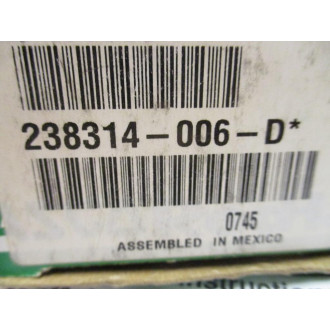 238314-006-D*
0745
ASSEMBLED IN MEXICO